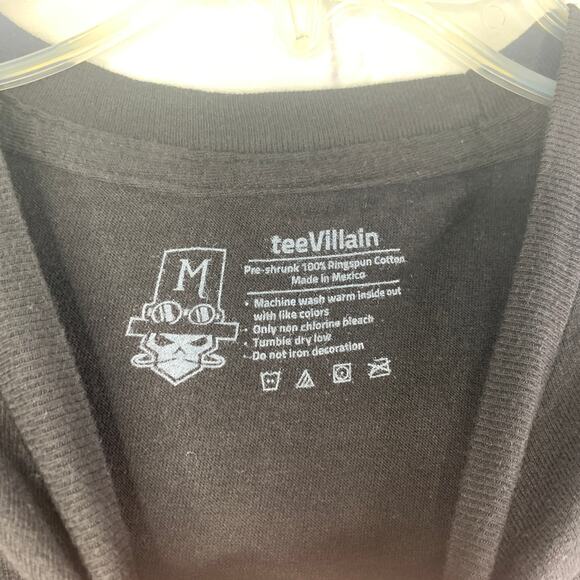 M
teeVillain
Pre-shrunk 100% Ringspun Cotton
Made in Mexico
• Machine wash warm inside out
with like colors
• Only non chlorine bleach
• Tumble dry low
• Do not iron decoration